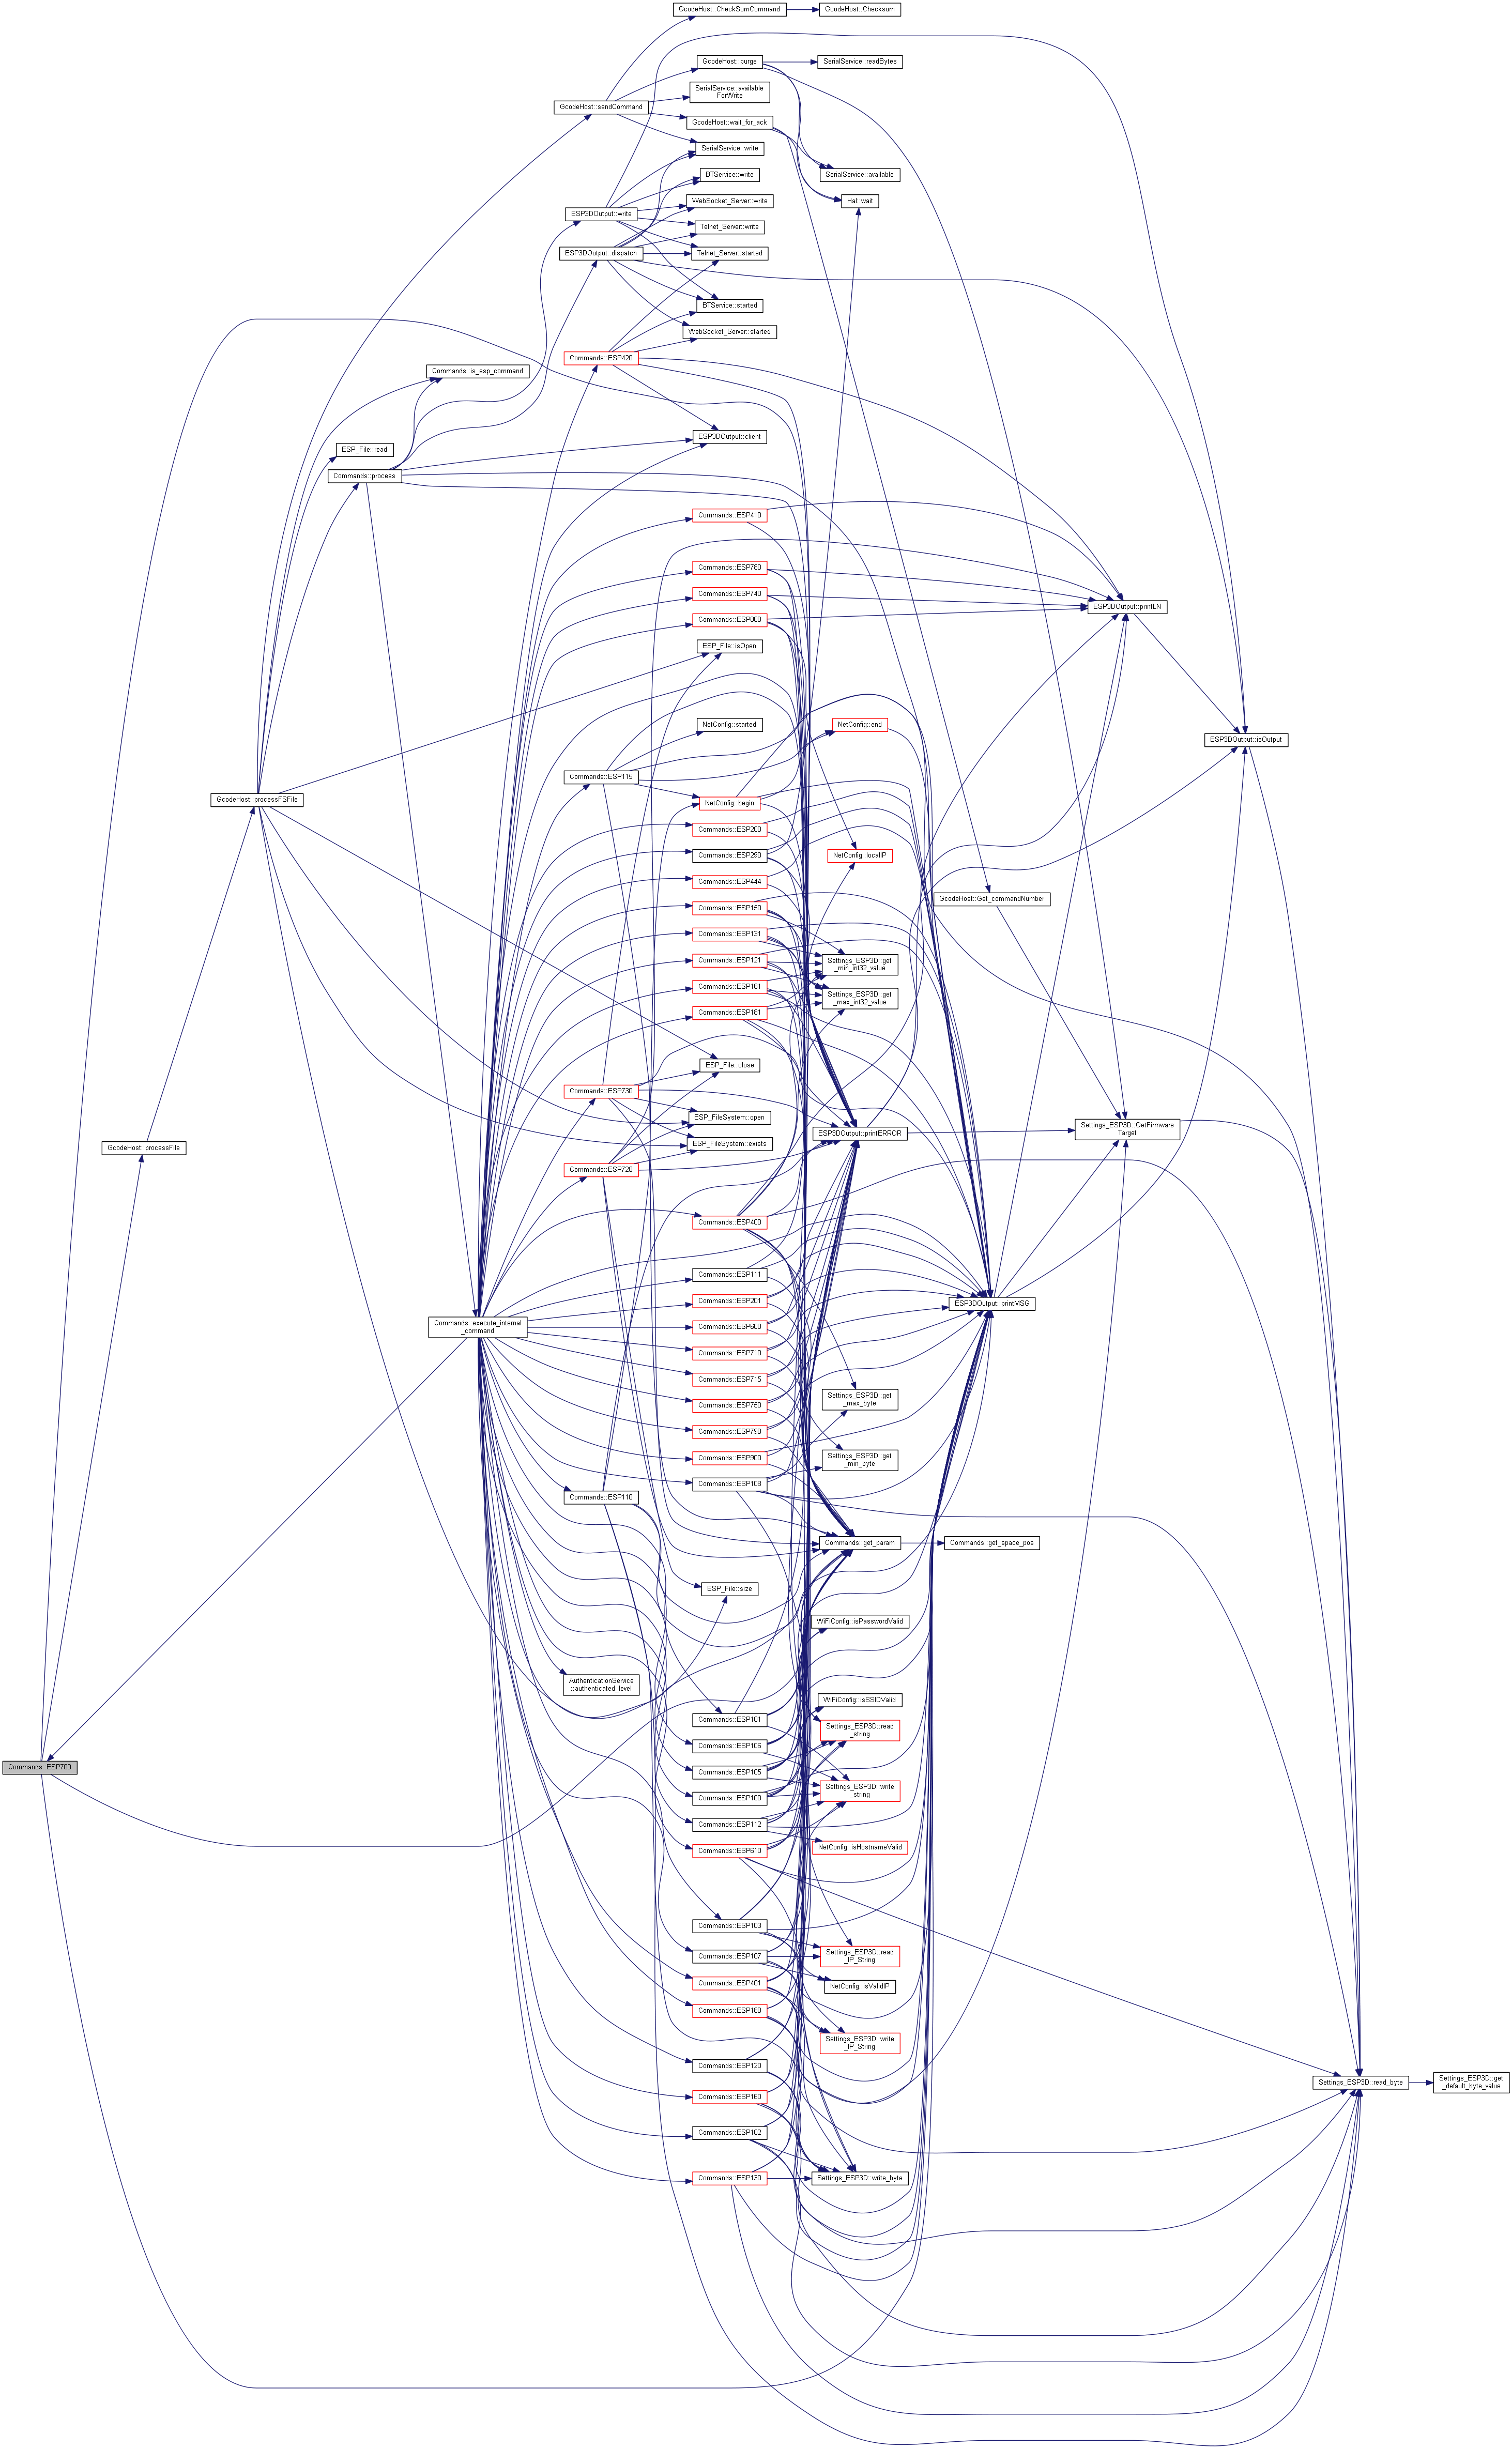 GcodeHost::CheckSumCommand
GcodeHost::Checksum
GcodeHost::purge
SerialService::readBytes
SerialService::available
ForWrite
GcodeHost::sendCommand
GcodeHost::wait_for_ack
SerialService::write
BTService::write
SerialService::available
WebSocket_Server::write
Hal::wait
ESP3DOutput::write
Telnet_Server::write
ESP3DOutput::dispatch
Telnet_Server::started
BTService::started
WebSocket_Server::started
Commands::ESP420
Commands::is_esp_command
ESP3DOutput::client
ESP_File::read
Commands::process
Commands::ESP410
Commands::ESP780
Commands::ESP740
ESP3DOutput::printLN
Commands::ESP800
ESP_File::isOpen
NetConfig::started
NetConfig::end
ESP3DOutput::isOutput
Commands::ESP115
GcodeHost::processFSFile
NetConfig::begin
Commands::ESP200
Commands::ESP290
NetConfig::localIP
Commands::ESP444
GcodeHost::Get_commandNumber
Commands::ESP150
Commands::ESP131
Commands::ESP121
Settings_ESP3D::get
_min_int32_value
Commands::ESP161
Settings_ESP3D::get
_max_int32_value
Commands::ESP181
ESP_File::close
Commands::ESP730
ESP_FileSystem::open
Settings_ESP3D::GetFirmware
Target
ESP3DOutput::printERROR
GcodeHost::processFile
ESP_FileSystem::exists
Commands::ESP720
Commands::ESP400
Commands::ESP111
Commands::ESP201
ESP3DOutput::printMSG
Commands::execute_internal
_command
Commands::ESP600
Commands::ESP710
Commands::ESP715
Settings_ESP3D::get
_max_byte
Commands::ESP750
Commands::ESP790
Commands::ESP900
Settings_ESP3D::get
_min_byte
Commands::ESP108
Commands::ESP110
Commands::get_param
Commands::get_space_pos
ESP_File::size
WiFiConfig::isPasswordValid
AuthenticationService
::authenticated_level
WiFiConfig::isSSIDValid
Commands::ESP101
Settings_ESP3D::read
_string
Commands::ESP106
Commands::ESP700
Commands::ESP105
Settings_ESP3D::write
_string
Commands::ESP100
Commands::ESP112
NetConfig::isHostnameValid
Commands::ESP610
Commands::ESP103
Settings_ESP3D::read
_IP_String
Commands::ESP107
Commands::ESP401
NetConfig::isValidIP
Commands::ESP180
Settings_ESP3D::write
_IP_String
Commands::ESP120
Settings_ESP3D::read_byte
Settings_ESP3D::get
_default_byte_value
Commands::ESP160
Commands::ESP102
Commands::ESP130
Settings_ESP3D::write_byte